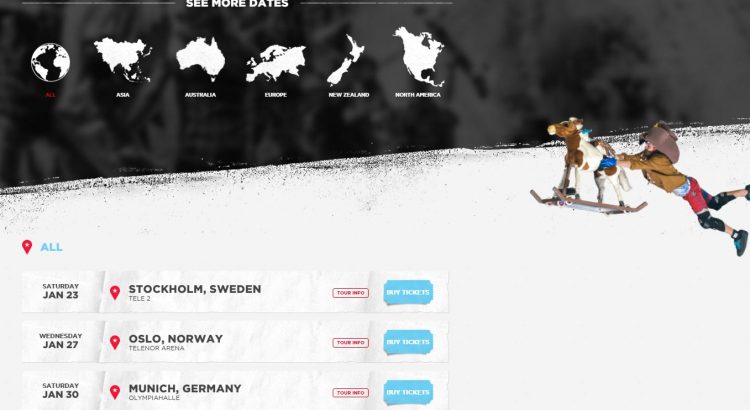 SEE MORE DATES
ALL
ASIA
AUSTRALIA
EUROPE
NEW ZEALAND
NORTH AMERICA
ALL
SATURDAY
JAN 23
STOCKHOLM, SWEDEN
TELE 2
TOUR INFO
BUY TICKETS
WEDNESDAY
JAN 27
OSLO, NORWAY
TELENOR ARENA
TOUR INFO
BUY TICKETS
SATURDAY
JAN 30
MUNICH, GERMANY
OLYMPIAHALLE
TOUR INFO
BUY TICKETS